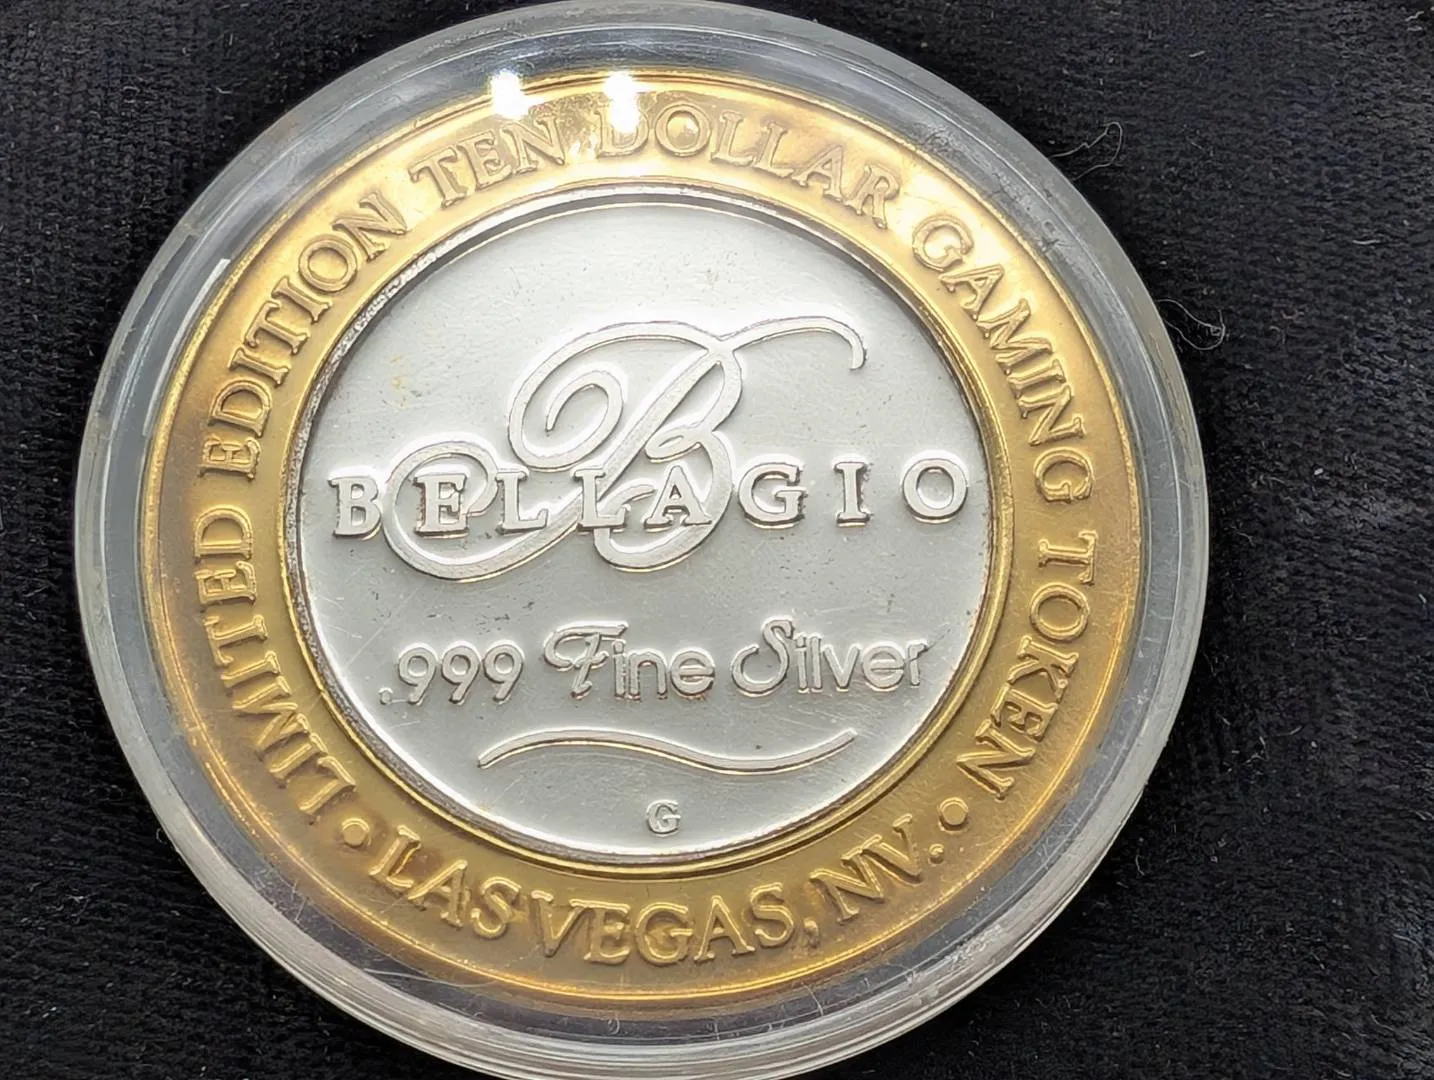 LIMITED EDITION TEN DOLLAR GAMING TOKEN
B
BELLAGIO
.999 Fine Silver
G
• LAS VEGAS, NV. •